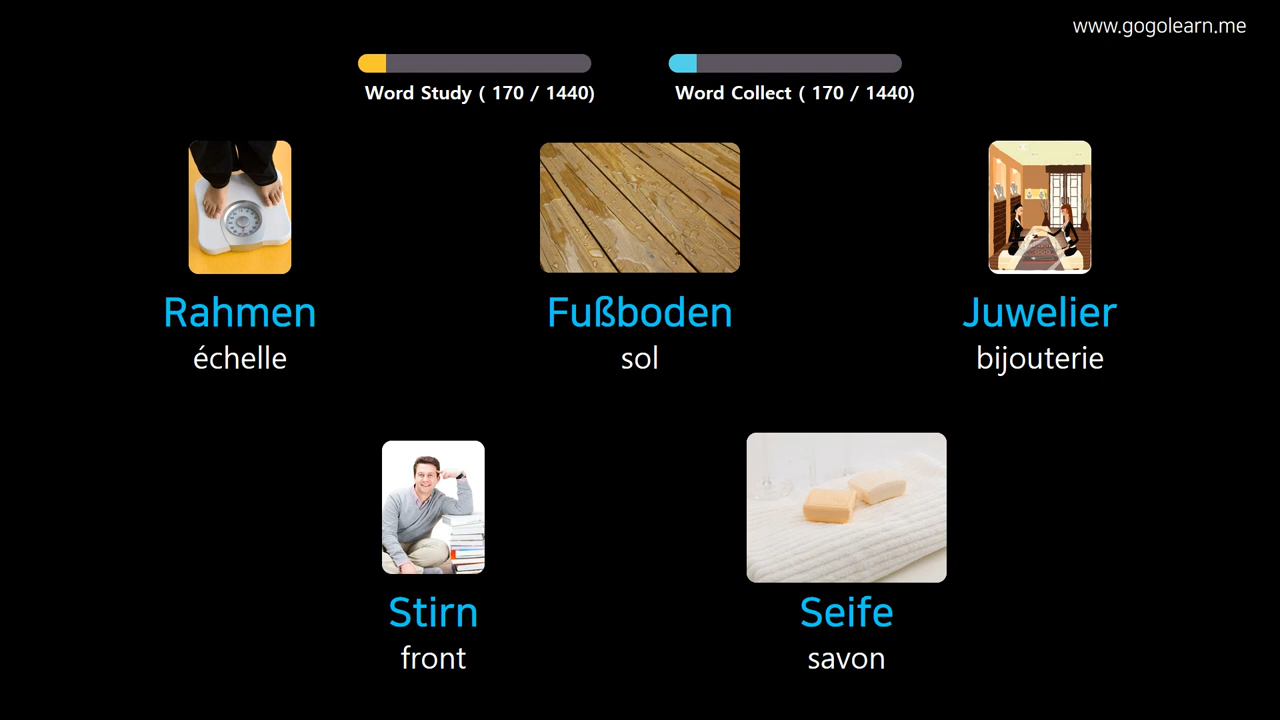 www.gogolearn.me
Word Study ( 170 / 1440)
Word Collect ( 170 / 1440)
Rahmen
échelle
Fußboden
sol
Juwelier
bijouterie
Stirn
front
Seife
savon